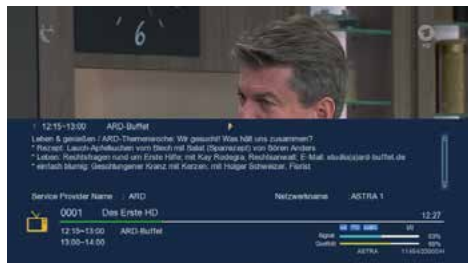 6
HD
12:15-13:00 ARD-Buffet
Leben & genießen / ARD-Themenwoche: Wir gesucht! Was hält uns zusammen?
* Rezept: Lauch-Apfelkuchen vom Blech mit Salat (Sparrezept) von Sören Anders
* Leben: Rechtsfragen rund um Erste Hilfe, mit Kay Rodegra, Rechtsanwalt; E-Mail: studio(a)ard-buffet.de
* einfach blumig: Geschlungener Kranz mit Kerzen, mit Holger Schweizer, Florist
Service Provider Name : ARD Netzwerkname : ASTRA 1
0001 Das Erste HD 12:27
12:15-13:00 ARD-Buffet
13:00-14:00
Signal 83%
Qualität
ASTRA